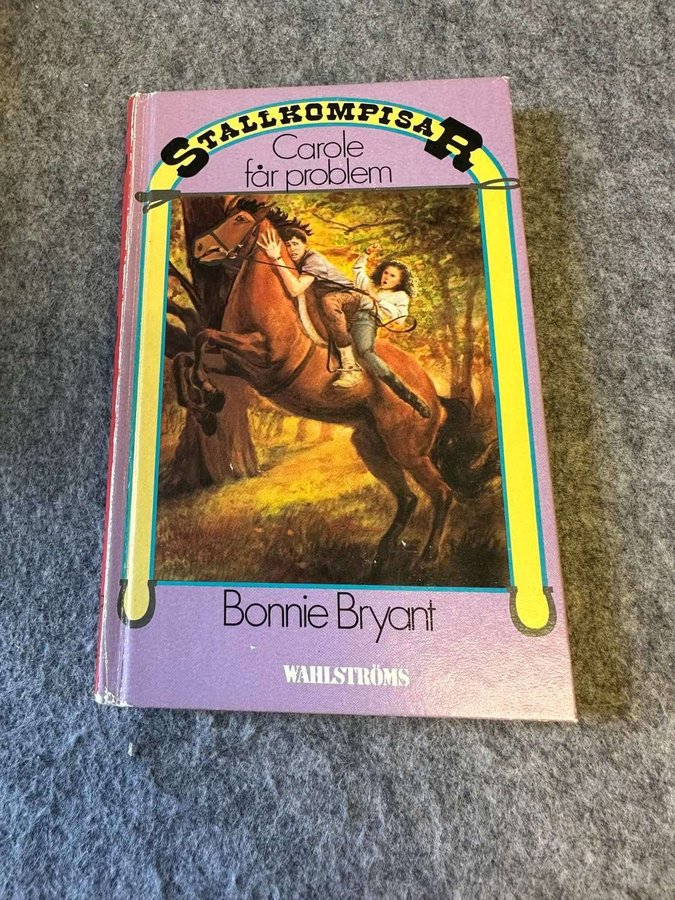 STALLKOMPISAR
Carole
får problem
Bonnie Bryant
WAHLSTRÖMS